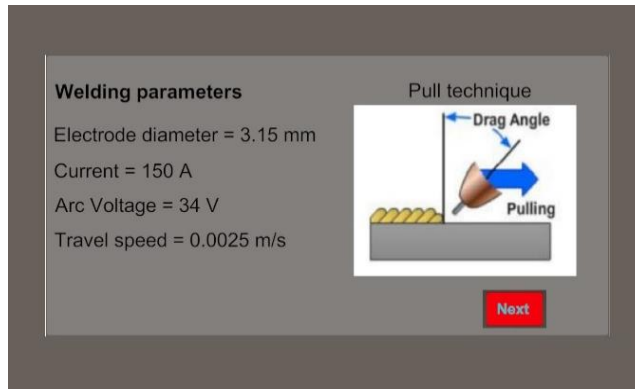 Welding parameters
Electrode diameter = 3.15 mm
Current = 150 A
Arc Voltage = 34 V
Travel speed = 0.0025 m/s
Pull technique
Drag Angle
Pulling
Next